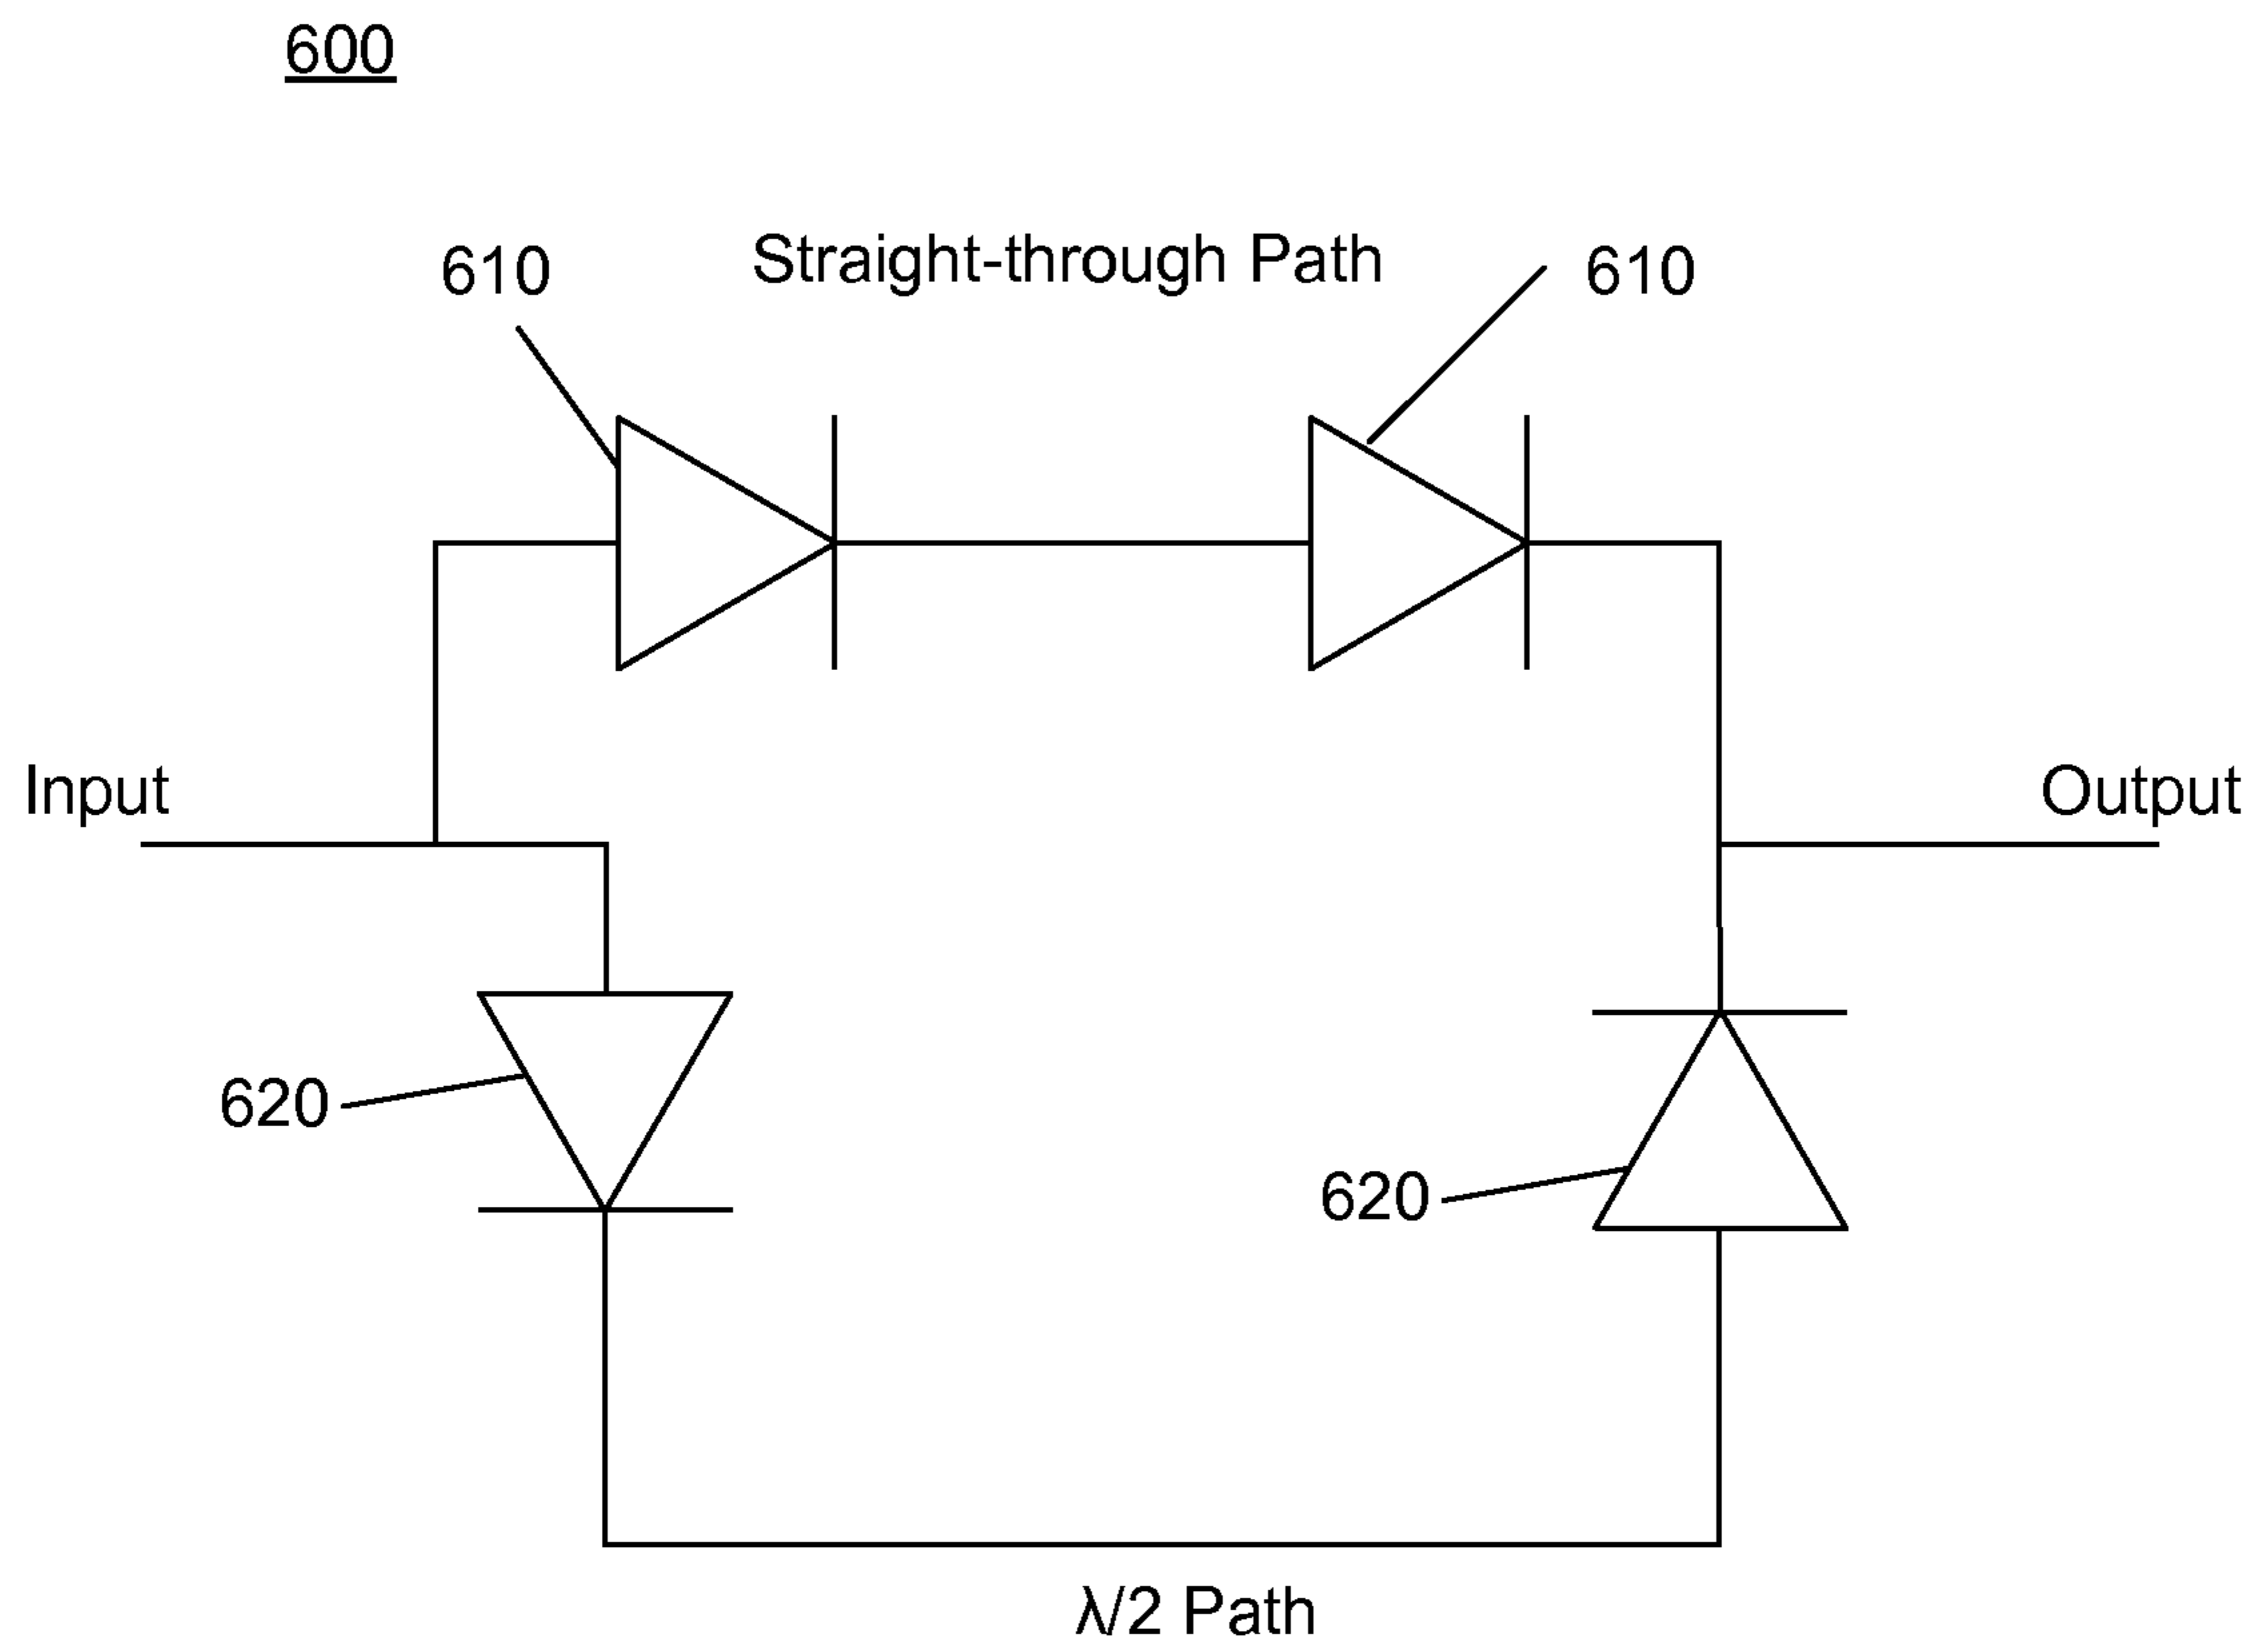 600
610
Straight-through Path
610
Input
Output
620
620
λ/2 Path